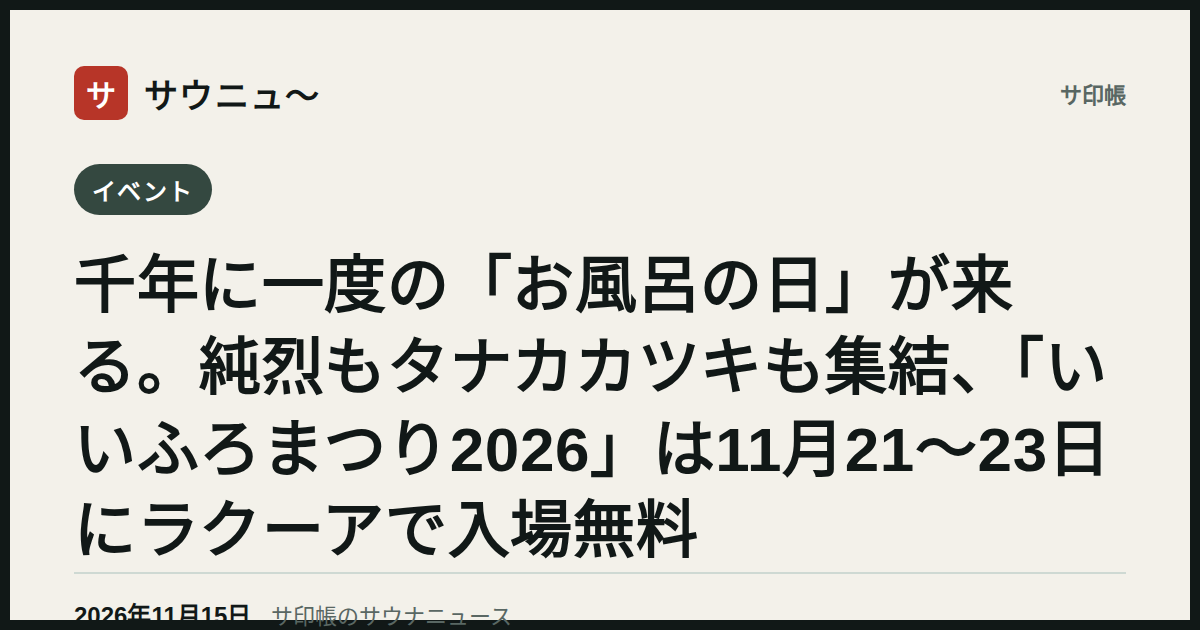 サ サウニュ〜
サ印帳
イベント
千年に一度の「お風呂の日」が来
る。純烈もタナカカツキも集結、「い
いふろまつり2026」は11月21〜23日
にラクーアで入場無料
2026年11月15日 サ印帳のサウナニュース